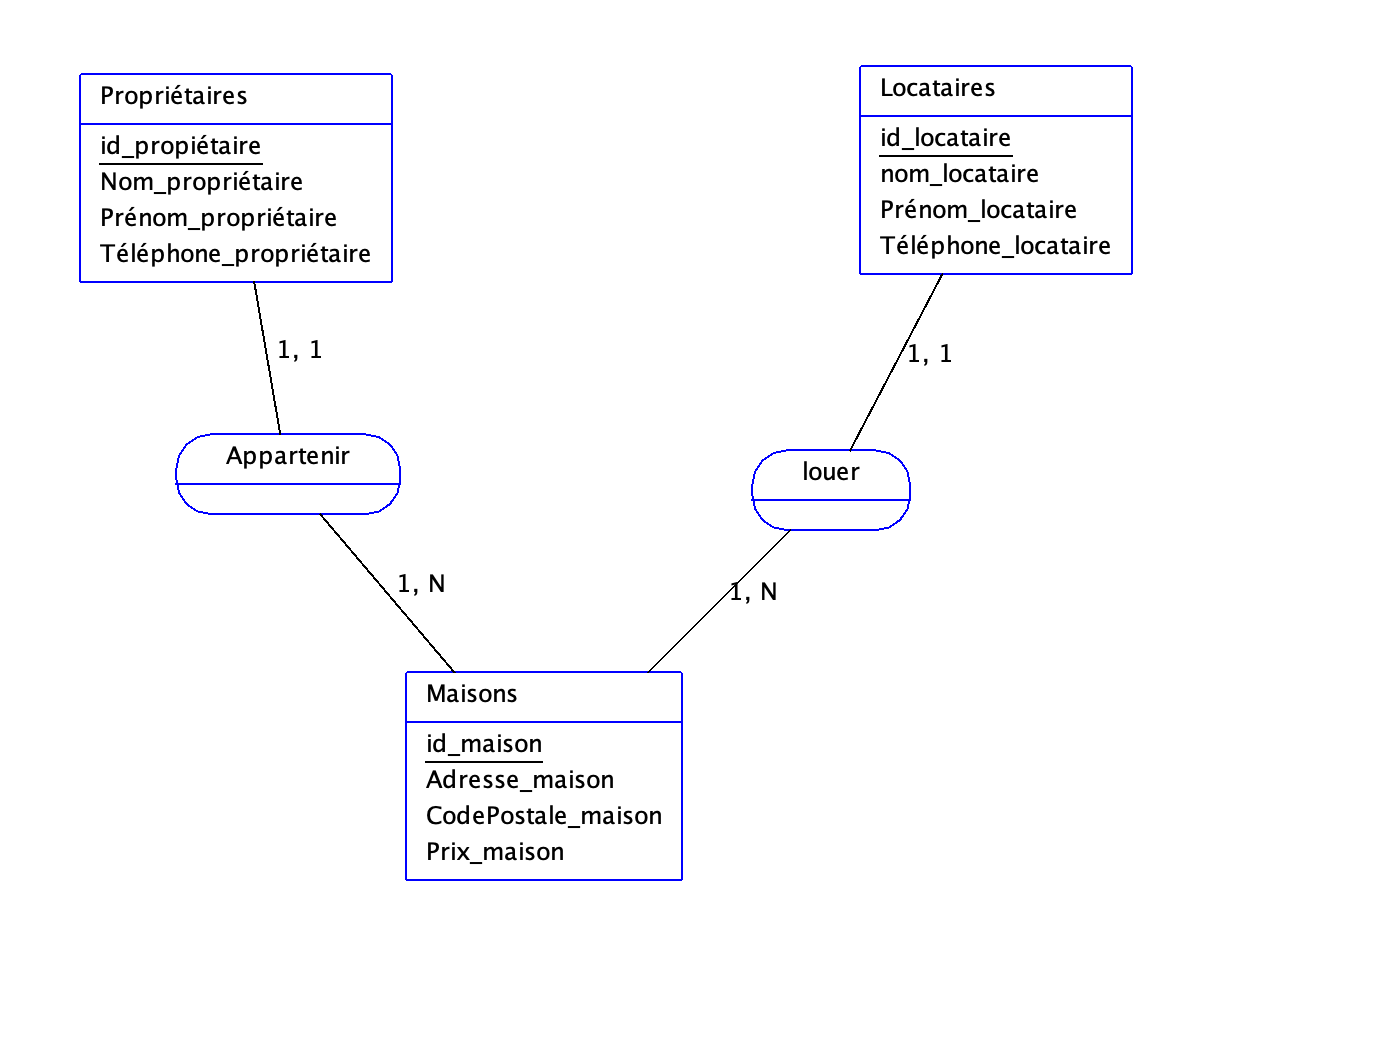 Propriétaires
id_propiétaire
Nom_propriétaire
Prénom_propriétaire
Téléphone_propriétaire
Locataires
id_locataire
nom_locataire
Prénom_locataire
Téléphone_locataire
1, 1
1, 1
Appartenir
louer
1, N
1, N
Maisons
id_maison
Adresse_maison
CodePostale_maison
Prix_maison